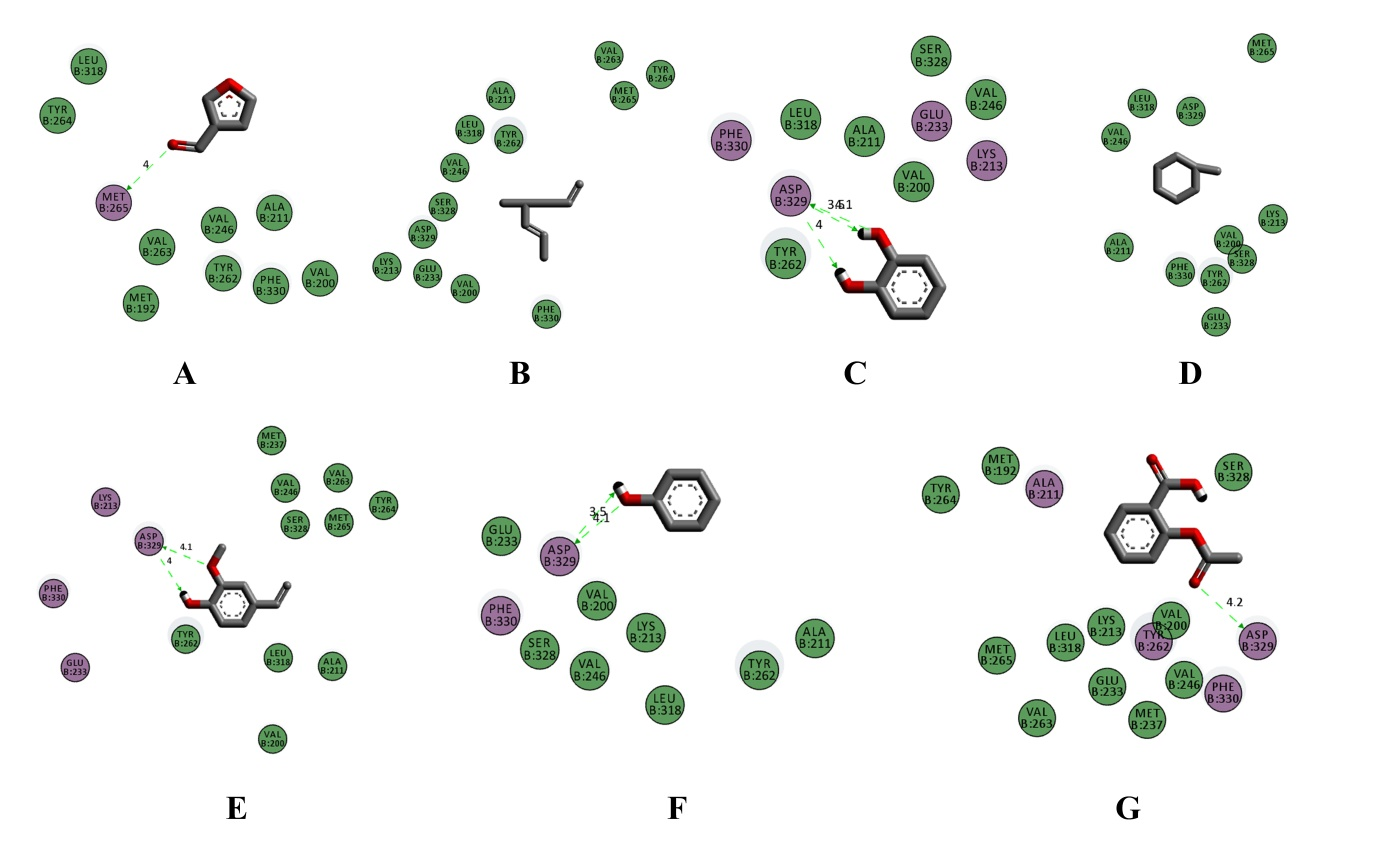 LEU
B:318
TYR
B:264
4
MET
B:265
VAL
B:263
VAL
B:246
ALA
B:211
TYR
B:262
PHE
B:330
VAL
B:200
MET
B:192
A
VAL
B:263
TYR
B:264
MET
B:265
ALA
B:211
LEU
B:318
TYR
B:262
VAL
B:246
SER
B:328
ASP
B:329
LYS
B:213
GLU
B:233
VAL
B:200
PHE
B:330
B
SER
B:328
VAL
B:246
LEU
B:318
GLU
B:233
PHE
B:330
ALA
B:211
LYS
B:213
VAL
B:200
ASP
B:329
4
TYR
B:262
C
MET
B:265
LEU
B:318
ASP
B:329
VAL
B:246
LYS
B:213
ALA
B:211
VAL
B:200
SER
B:328
PHE
B:330
TYR
B:262
GLU
B:233
D
MET
B:237
LYS
B:213
VAL
B:246
VAL
B:263
TYR
B:264
SER
B:328
MET
B:265
ASP
B:329
4.1
4
PHE
B:330
TYR
B:262
LEU
B:318
ALA
B:211
GLU
B:233
VAL
B:200
E
3.5
4.1
GLU
B:233
ASP
B:329
VAL
B:200
PHE
B:330
LYS
B:213
SER
B:328
VAL
B:246
ALA
B:211
TYR
B:262
LEU
B:318
F
MET
B:192
TYR
B:264
ALA
B:211
SER
B:328
4.2
LYS
B:213
VAL
B:200
LEU
B:318
TYR
B:262
ASP
B:329
MET
B:265
GLU
B:233
VAL
B:246
PHE
B:330
VAL
B:263
MET
B:237
G